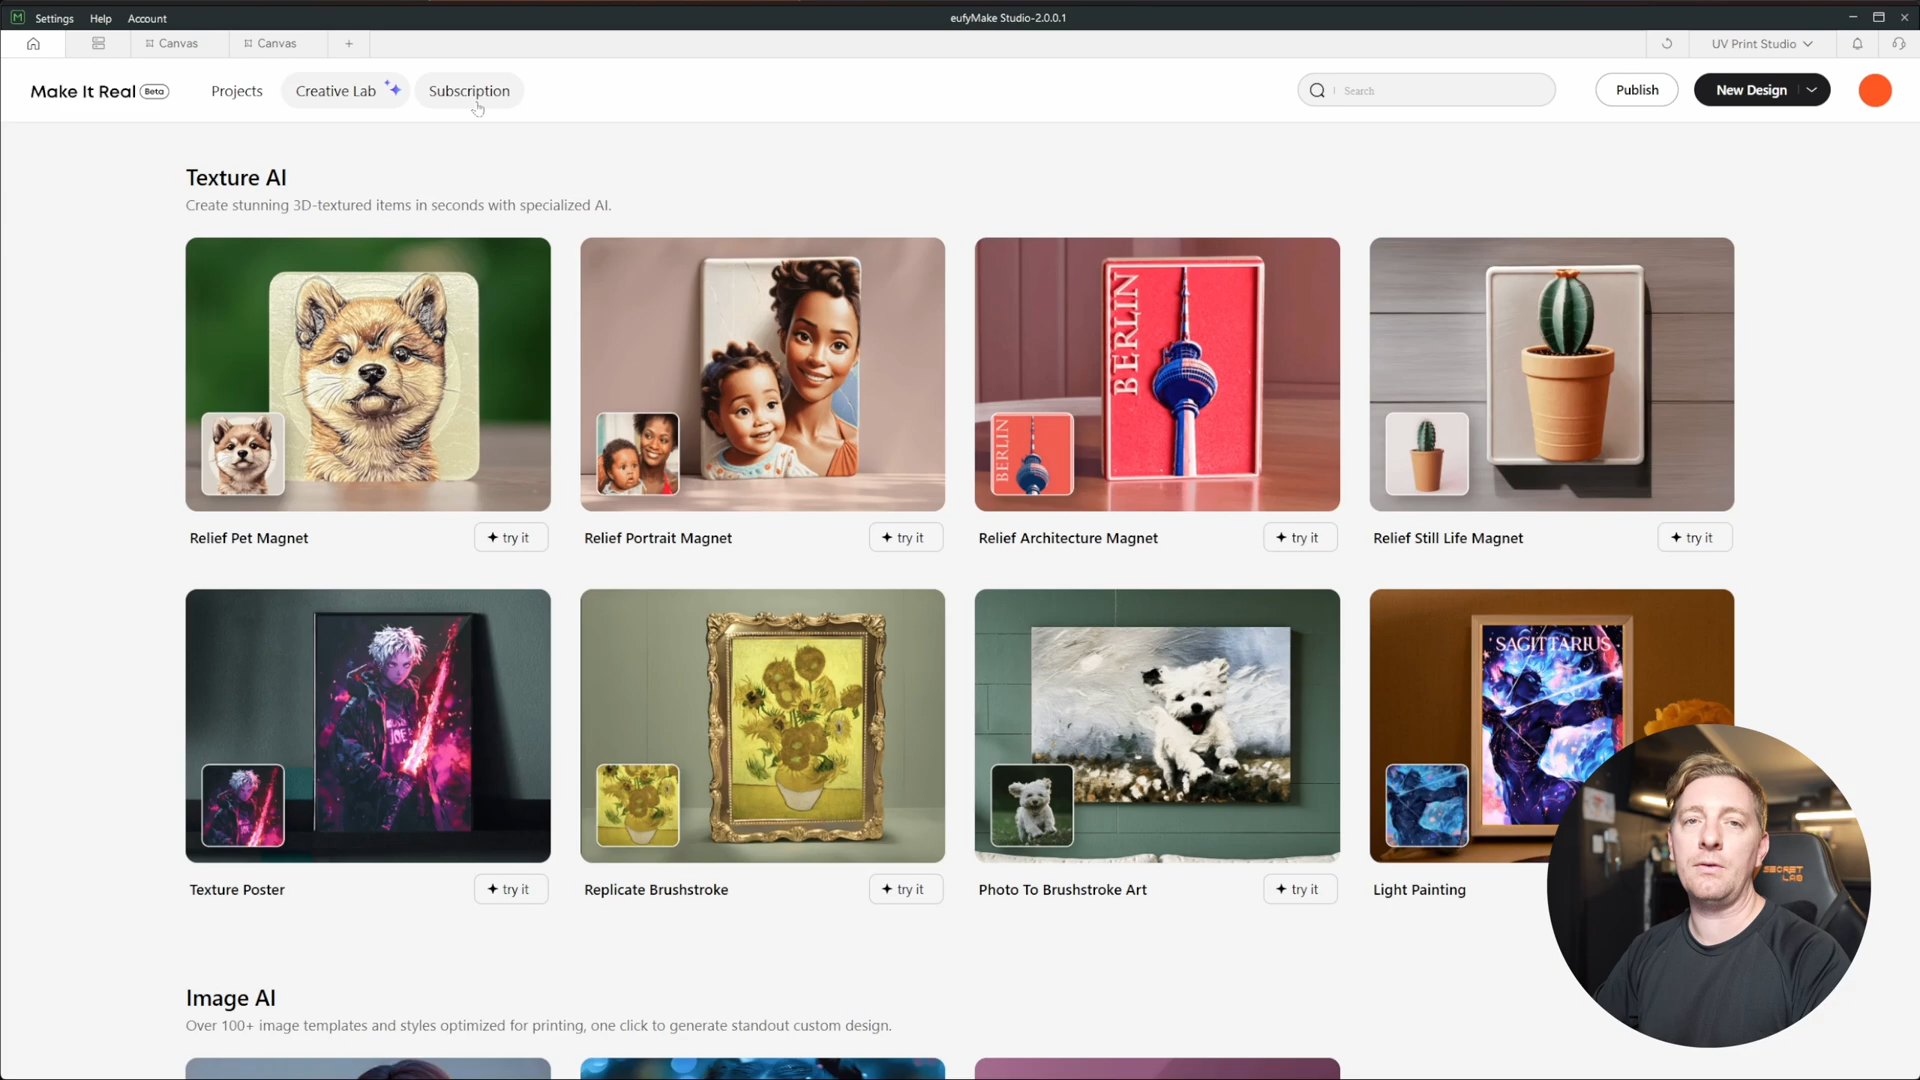 Settings Help Account
eufyMake Studio-2.0.0.1
Canvas
Canvas
UV Print Studio
Make It Real Beta
Projects
Creative Lab
Subscription
Search
Publish
New Design
Texture AI
Create stunning 3D-textured items in seconds with specialized AI.
BERLIN
BERLIN
Relief Pet Magnet
try it
Relief Portrait Magnet
try it
Relief Architecture Magnet
try it
Relief Still Life Magnet
try it
SAGITTARIUS
Texture Poster
try it
Replicate Brushstroke
try it
Photo To Brushstroke Art
try it
Light Painting
SECRET
LAB
Image AI
Over 100+ image templates and styles optimized for printing, one click to generate standout custom design.